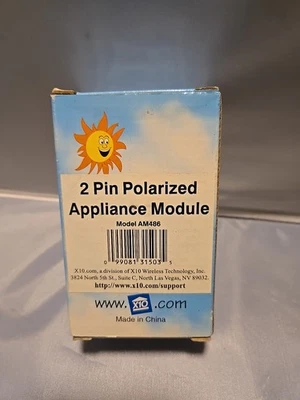 2 Pin Polarized
Appliance Module
Model AM486
0 99081 31503 5
X10.com, a division of X10 Wireless Technology, Inc.
3824 North 5th St., Suite C, North Las Vegas, NV 89032.
http://www.x10.com/support
www.X10.com
Made in China